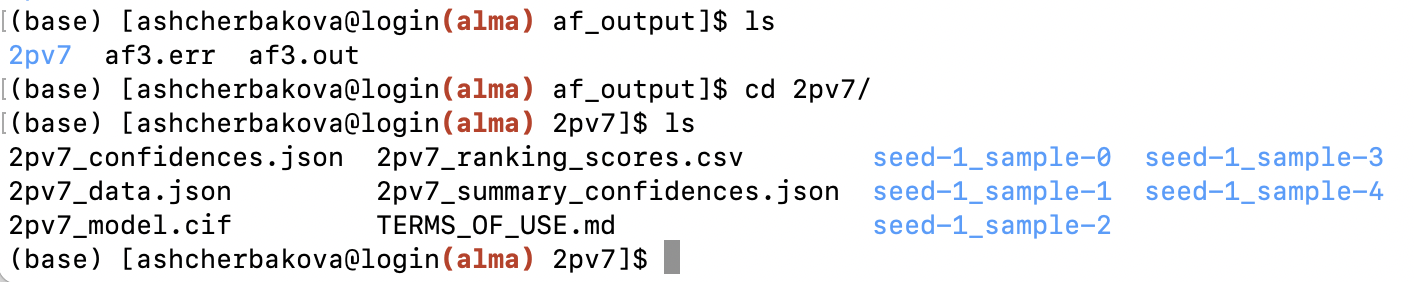 [(base) [ashcherbakova@login(alma) af_output]$ ls
2pv7  af3.err  af3.out
[(base) [ashcherbakova@login(alma) af_output]$ cd 2pv7/
[(base) [ashcherbakova@login(alma) 2pv7]$ ls
2pv7_confidences.json  2pv7_ranking_scores.csv        seed-1_sample-0  seed-1_sample-3
2pv7_data.json         2pv7_summary_confidences.json  seed-1_sample-1  seed-1_sample-4
2pv7_model.cif         TERMS_OF_USE.md                seed-1_sample-2
(base) [ashcherbakova@login(alma) 2pv7]$